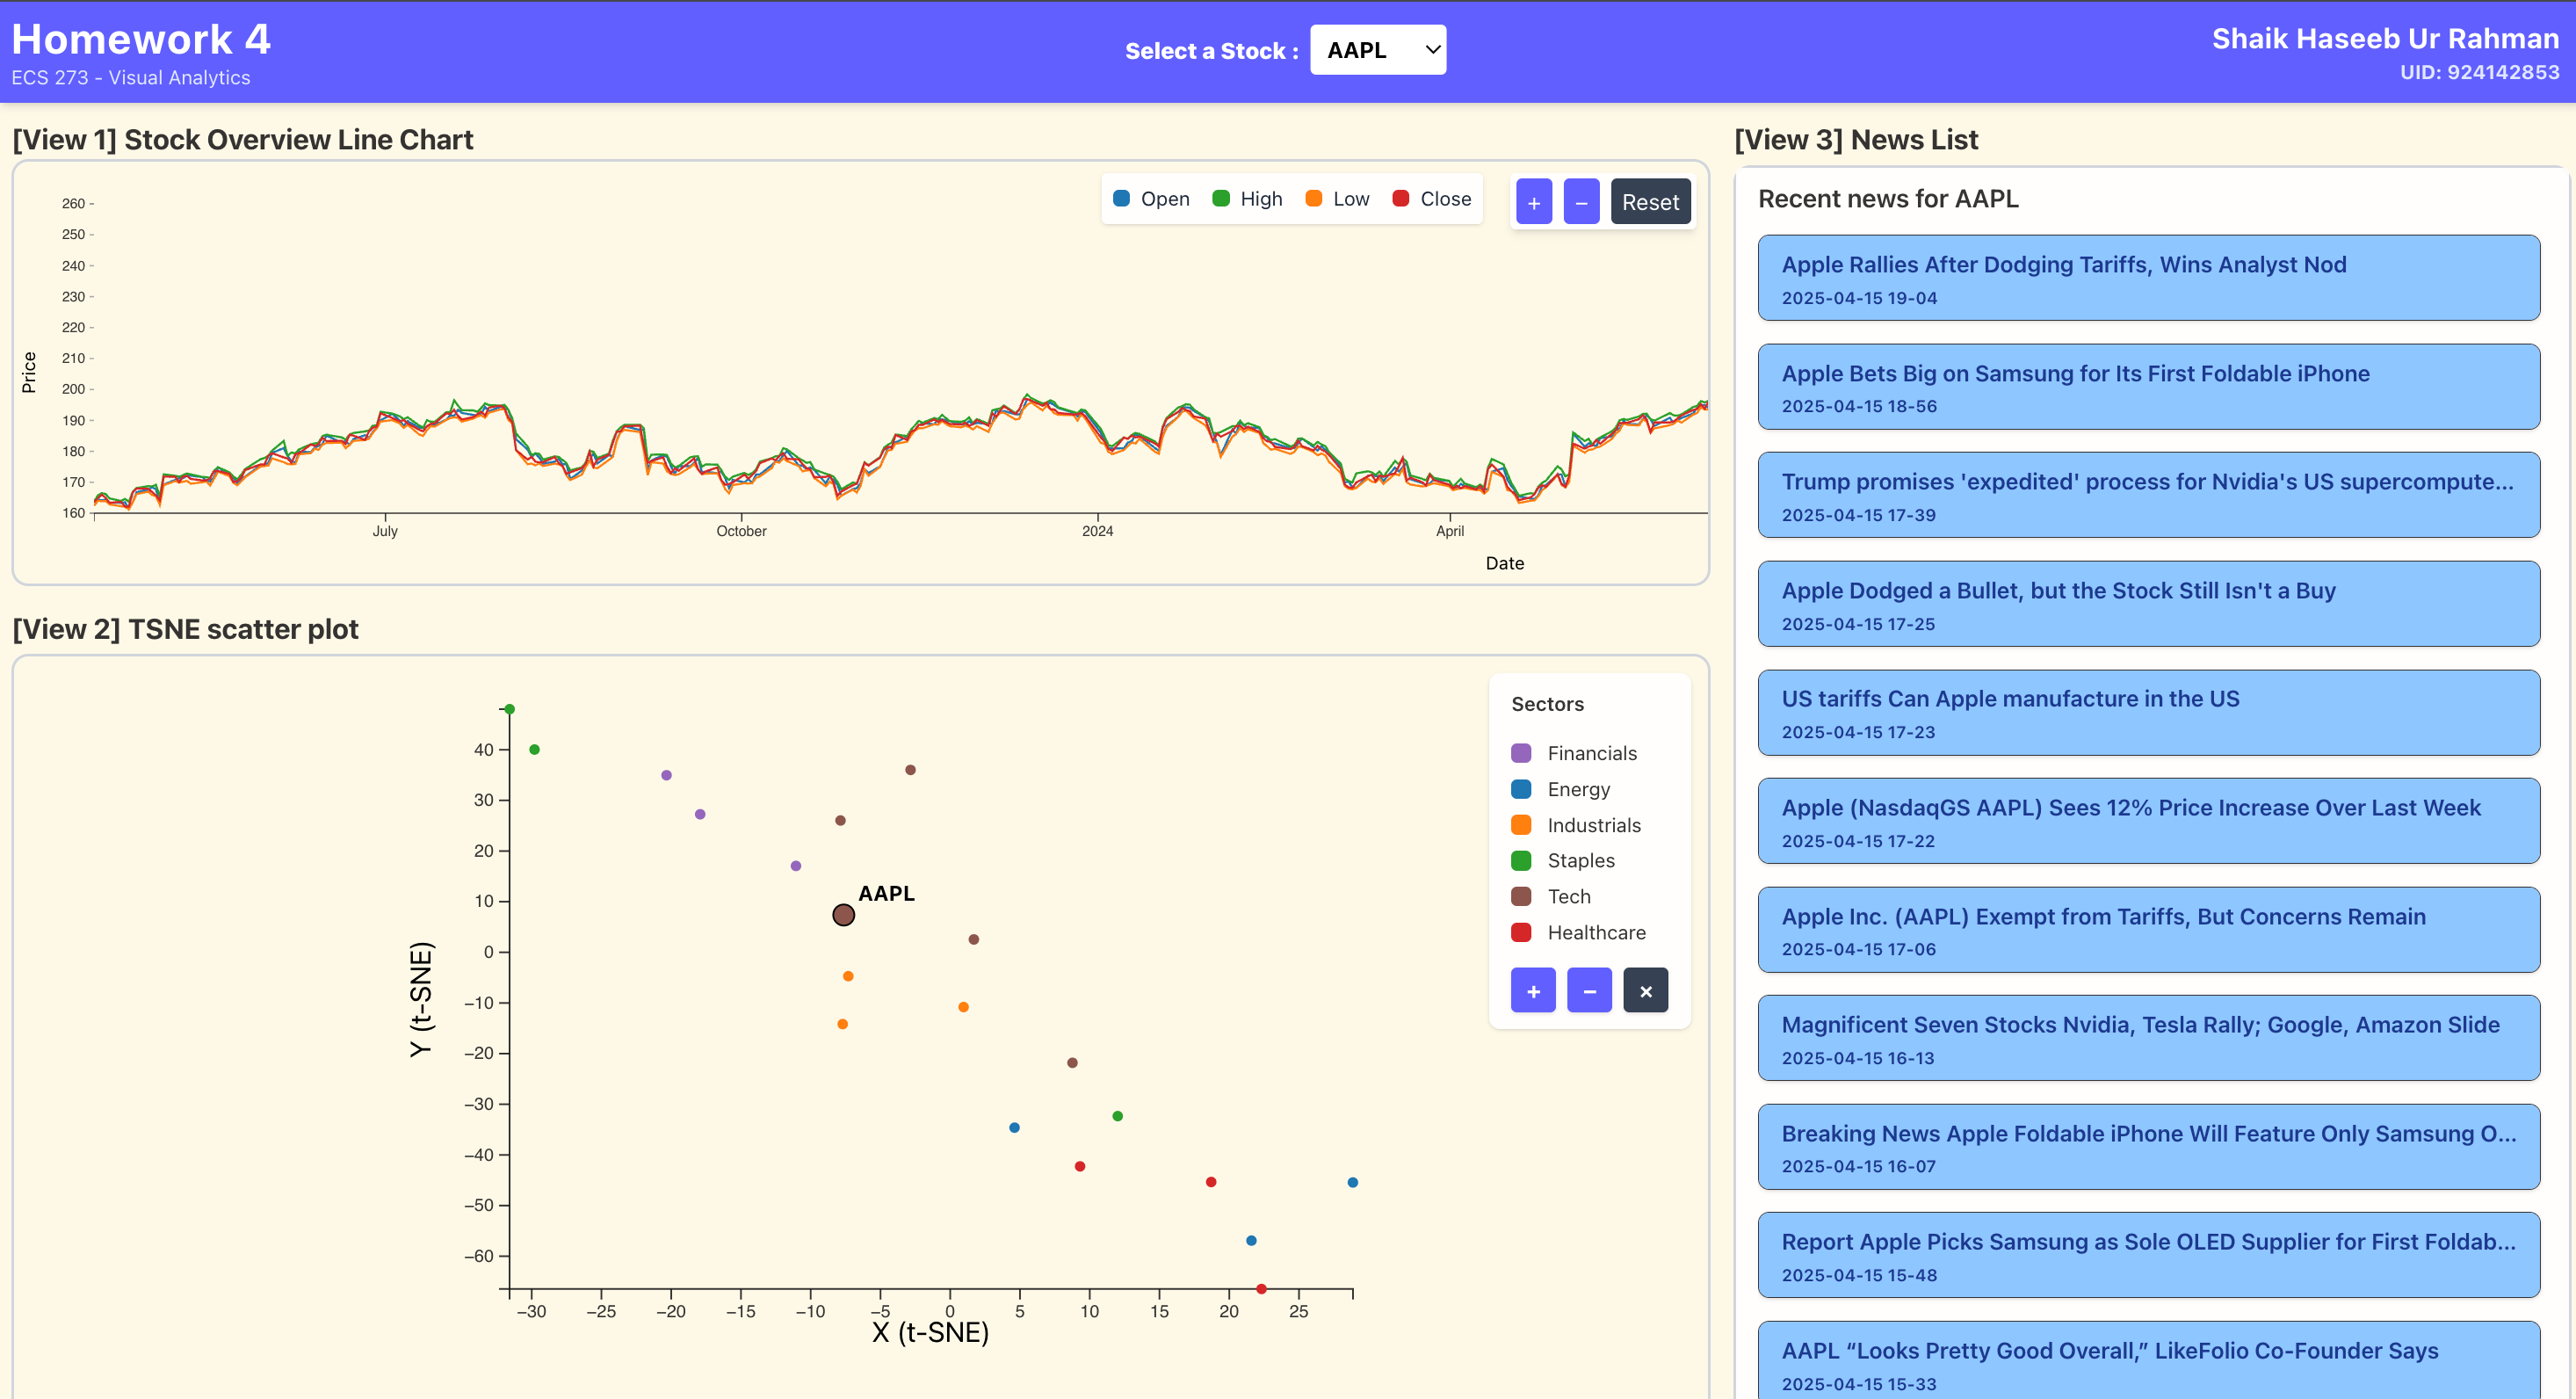 Homework 4
ECS 273 - Visual Analytics
Select a Stock :
AAPL
Shaik Haseeb Ur Rahman
UID: 924142853
[View 1] Stock Overview Line Chart
Open
High
Low
Close
+
−
Reset
260
250
240
230
220
210
200
190
180
170
160
Price
July
October
2024
April
Date
[View 2] TSNE scatter plot
Sectors
Financials
Energy
Industrials
Staples
Tech
Healthcare
+
−
×
AAPL
40
30
20
10
0
−10
−20
−30
−40
−50
−60
Y (t-SNE)
−30
−25
−20
−15
−10
−5
0
5
10
15
20
25
X (t-SNE)
[View 3] News List
Recent news for AAPL
Apple Rallies After Dodging Tariffs, Wins Analyst Nod
2025-04-15 19-04
Apple Bets Big on Samsung for Its First Foldable iPhone
2025-04-15 18-56
Trump promises 'expedited' process for Nvidia's US supercompute...
2025-04-15 17-39
Apple Dodged a Bullet, but the Stock Still Isn't a Buy
2025-04-15 17-25
US tariffs Can Apple manufacture in the US
2025-04-15 17-23
Apple (NasdaqGS AAPL) Sees 12% Price Increase Over Last Week
2025-04-15 17-22
Apple Inc. (AAPL) Exempt from Tariffs, But Concerns Remain
2025-04-15 17-06
Magnificent Seven Stocks Nvidia, Tesla Rally; Google, Amazon Slide
2025-04-15 16-13
Breaking News Apple Foldable iPhone Will Feature Only Samsung O...
2025-04-15 16-07
Report Apple Picks Samsung as Sole OLED Supplier for First Foldab...
2025-04-15 15-48
AAPL “Looks Pretty Good Overall,” LikeFolio Co-Founder Says
2025-04-15 15-33